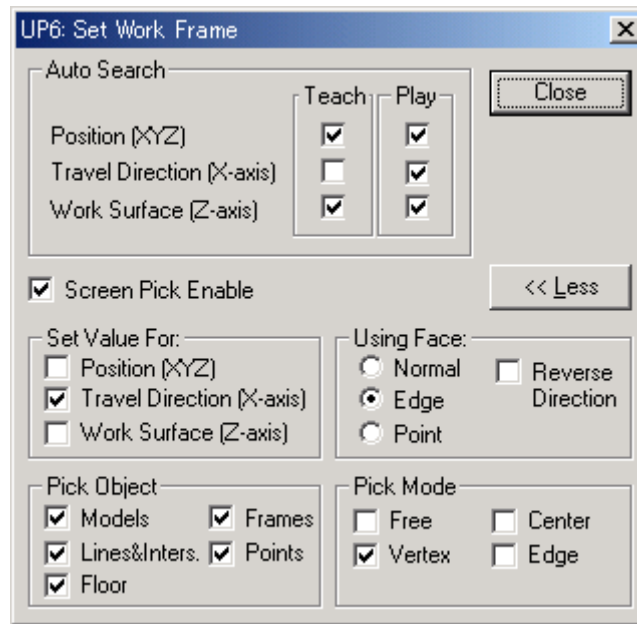 UP6: Set Work Frame
Auto Search
Teach Play
Close
Position (XYZ)
Travel Direction (X-axis)
Work Surface (Z-axis)
Screen Pick Enable
<< Less
Set Value For:
Using Face:
Position (XYZ)
Normal
Reverse Direction
Travel Direction (X-axis)
Edge
Work Surface (Z-axis)
Point
Pick Object
Pick Mode
Models Frames
Free Center
Lines&Inters. Points
Vertex Edge
Floor